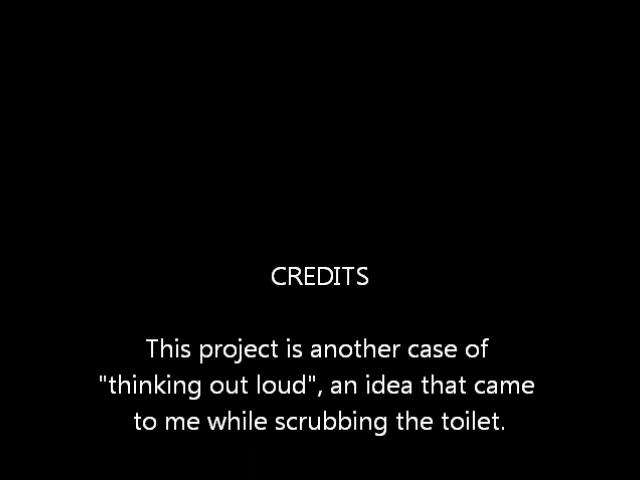 CREDITS
This project is another case of
"thinking out loud", an idea that came
to me while scrubbing the toilet.